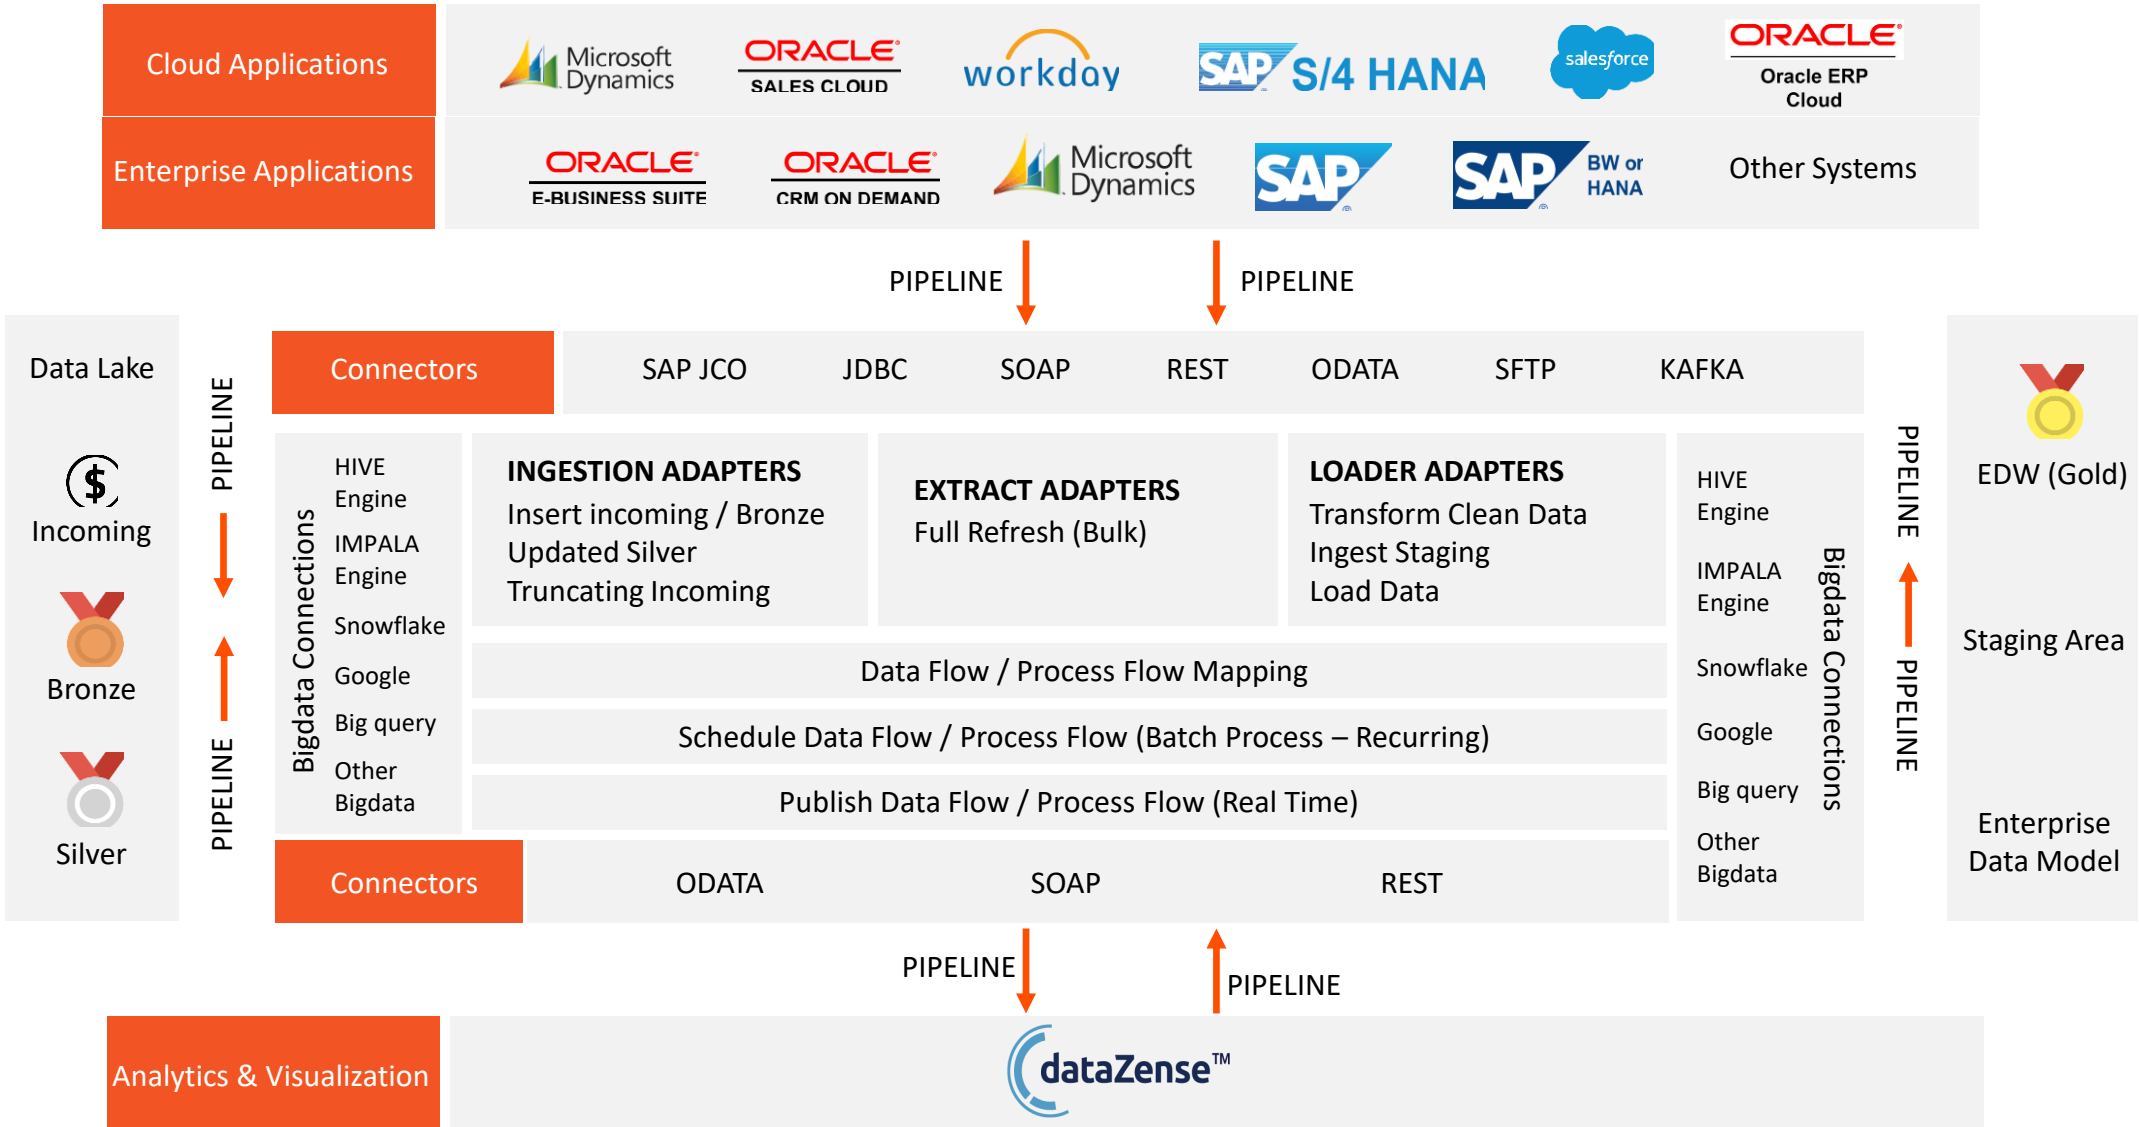 Cloud Applications
Microsoft
Dynamics
ORACLE®
SALES CLOUD
workday
SAP® S/4 HANA
salesforce
ORACLE®
Oracle ERP
Cloud
Enterprise Applications
ORACLE®
E-BUSINESS SUITE
ORACLE®
CRM ON DEMAND
Microsoft
Dynamics
SAP®
SAP®
BW or
HANA
Other Systems
PIPELINE
PIPELINE
Data Lake
Incoming
Bronze
Silver
PIPELINE
PIPELINE
Connectors
SAP JCO
JDBC
SOAP
REST
ODATA
SFTP
KAFKA
Bigdata Connections
HIVE
Engine
IMPALA
Engine
Snowflake
Google
Big query
Other
Bigdata
INGESTION ADAPTERS
Insert incoming / Bronze
Updated Silver
Truncating Incoming
EXTRACT ADAPTERS
Full Refresh (Bulk)
LOADER ADAPTERS
Transform Clean Data
Ingest Staging
Load Data
Data Flow / Process Flow Mapping
Schedule Data Flow / Process Flow (Batch Process – Recurring)
Publish Data Flow / Process Flow (Real Time)
HIVE
Engine
IMPALA
Engine
Snowflake
Google
Big query
Other
Bigdata
Bigdata Connections
PIPELINE
PIPELINE
EDW (Gold)
Staging Area
Enterprise
Data Model
Connectors
ODATA
SOAP
REST
PIPELINE
PIPELINE
Analytics & Visualization
dataZense™